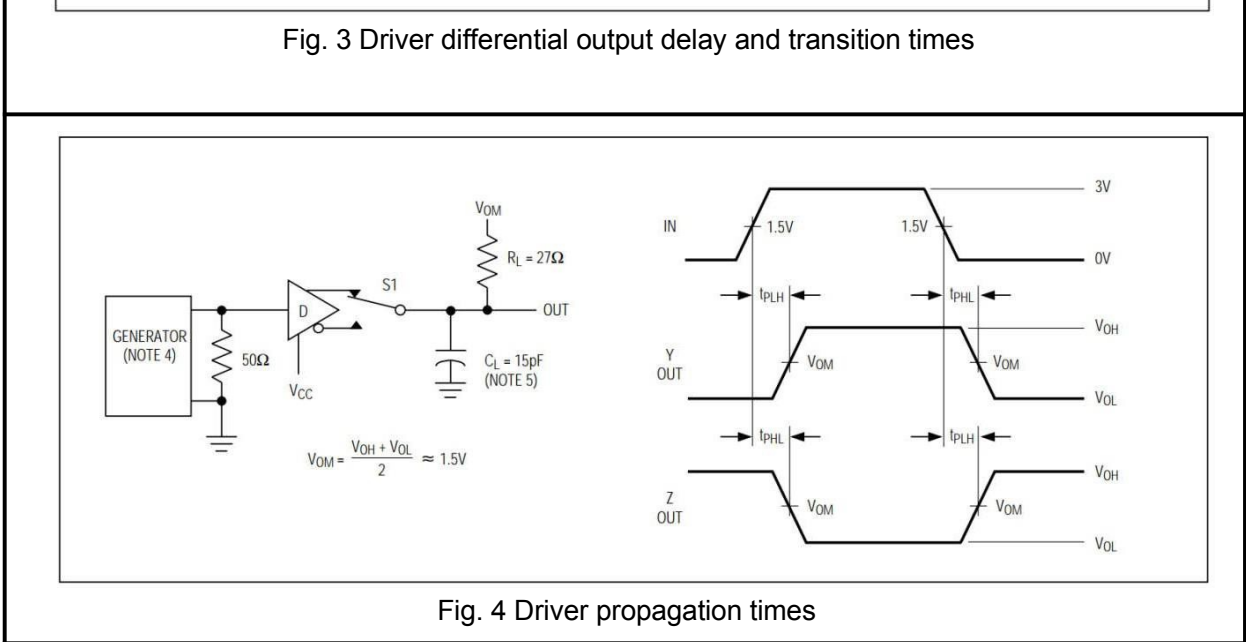 Fig. 3 Driver differential output delay and transition times
GENERATOR
(NOTE 4)
50Ω
D
VCC
S1
VOM
RL = 27Ω
OUT
CL = 15pF
(NOTE 5)
VOM = VOH + VOL / 2 ≈ 1.5V
IN
1.5V
1.5V
3V
0V
tPLH
tPHL
Y
OUT
VOM
VOM
VOH
VOL
tPHL
tPLH
Z
OUT
VOM
VOM
VOH
VOL
Fig. 4 Driver propagation times